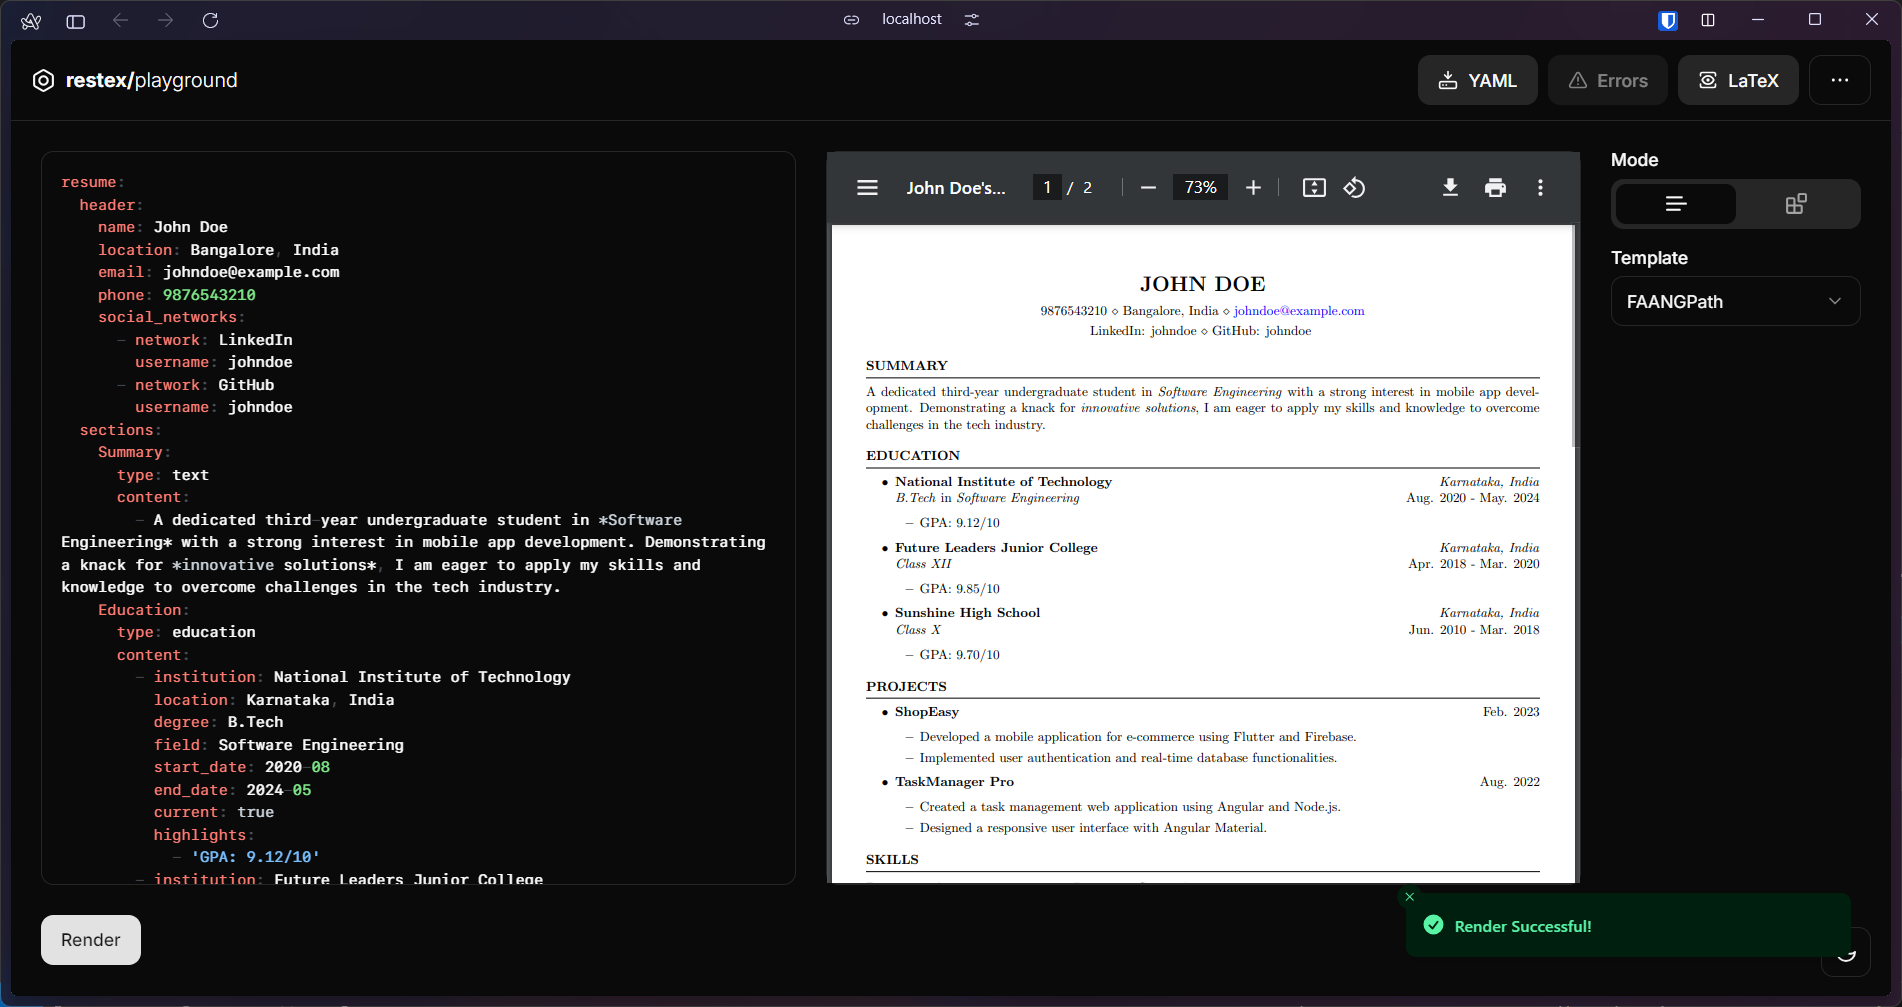 localhost
restex/playground
YAML
Errors
LaTeX
resume:
header:
name: John Doe
location: Bangalore, India
email: johndoe@example.com
phone: 9876543210
social_networks:
- network: LinkedIn
username: johndoe
- network: GitHub
username: johndoe
sections:
Summary:
type: text
content:
- A dedicated third-year undergraduate student in *Software
Engineering* with a strong interest in mobile app development. Demonstrating
a knack for *innovative solutions*, I am eager to apply my skills and
knowledge to overcome challenges in the tech industry.
Education:
type: education
content:
- institution: National Institute of Technology
location: Karnataka, India
degree: B.Tech
field: Software Engineering
start_date: 2020-08
end_date: 2024-05
current: true
highlights:
- 'GPA: 9.12/10'
- institution: Future Leaders Junior College
Render
John Doe's...
1 / 2
73%
JOHN DOE
9876543210 ⋄ Bangalore, India ⋄ johndoe@example.com
LinkedIn: johndoe ⋄ GitHub: johndoe
SUMMARY
A dedicated third-year undergraduate student in Software Engineering with a strong interest in mobile app devel-
opment. Demonstrating a knack for innovative solutions, I am eager to apply my skills and knowledge to overcome
challenges in the tech industry.
EDUCATION
• National Institute of Technology Karnataka, India
B.Tech in Software Engineering Aug. 2020 - May. 2024
– GPA: 9.12/10
• Future Leaders Junior College Karnataka, India
Class XII Apr. 2018 - Mar. 2020
– GPA: 9.85/10
• Sunshine High School Karnataka, India
Class X Jun. 2010 - Mar. 2018
– GPA: 9.70/10
PROJECTS
• ShopEasy Feb. 2023
– Developed a mobile application for e-commerce using Flutter and Firebase.
– Implemented user authentication and real-time database functionalities.
• TaskManager Pro Aug. 2022
– Created a task management web application using Angular and Node.js.
– Designed a responsive user interface with Angular Material.
SKILLS
Mode
Template
FAANGPath
Render Successful!